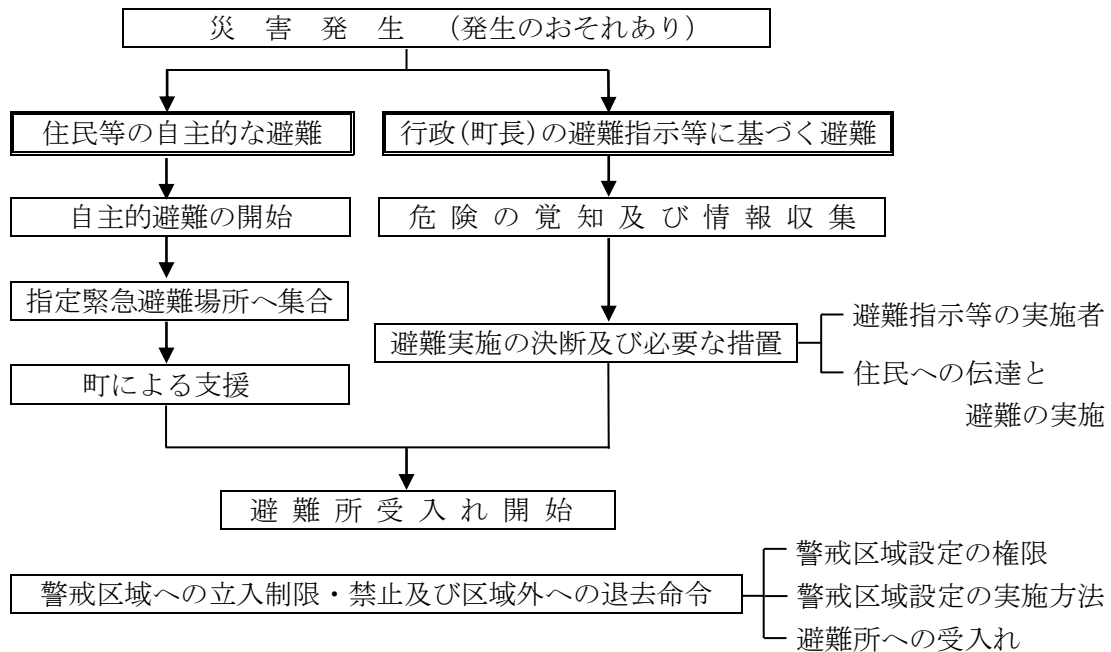 災害発生 (発生のおそれあり)
住民等の自主的な避難
行政(町長)の避難指示等に基づく避難
自主的避難の開始
危険の覚知及び情報収集
指定緊急避難場所へ集合
避難実施の決断及び必要な措置
避難指示等の実施者
住民への伝達と
避難の実施
町による支援
避難所受入れ開始
警戒区域への立入制限・禁止及び区域外への退去命令
警戒区域設定の権限
警戒区域設定の実施方法
避難所への受入れ